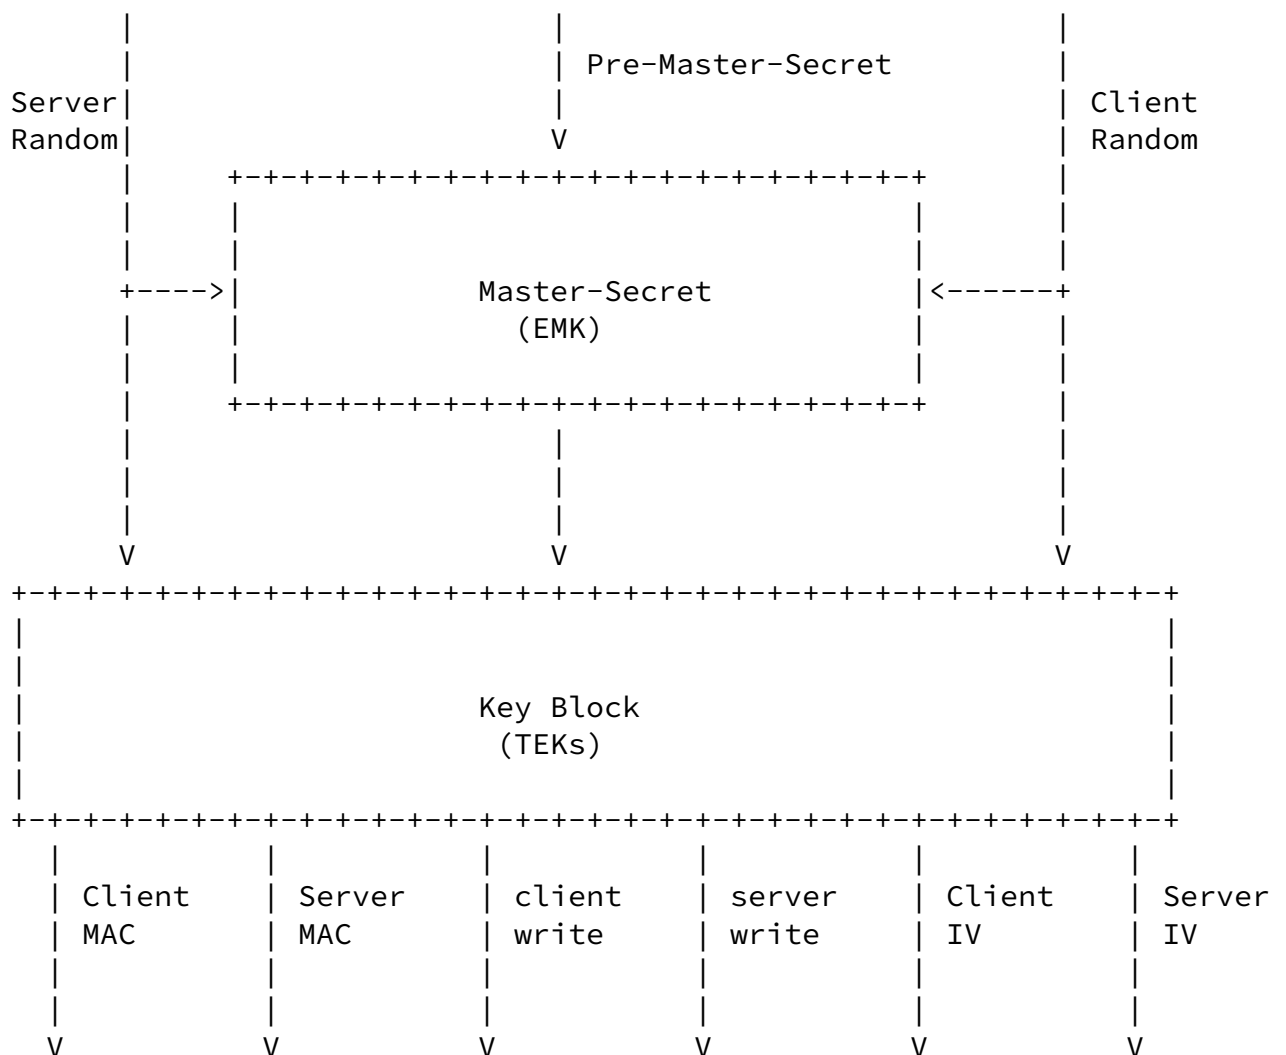 Pre-Master-Secret
Server
Random
Client
Random
Master-Secret
(EMK)
Key Block
(TEKs)
Client
MAC
Server
MAC
client
write
server
write
Client
IV
Server
IV